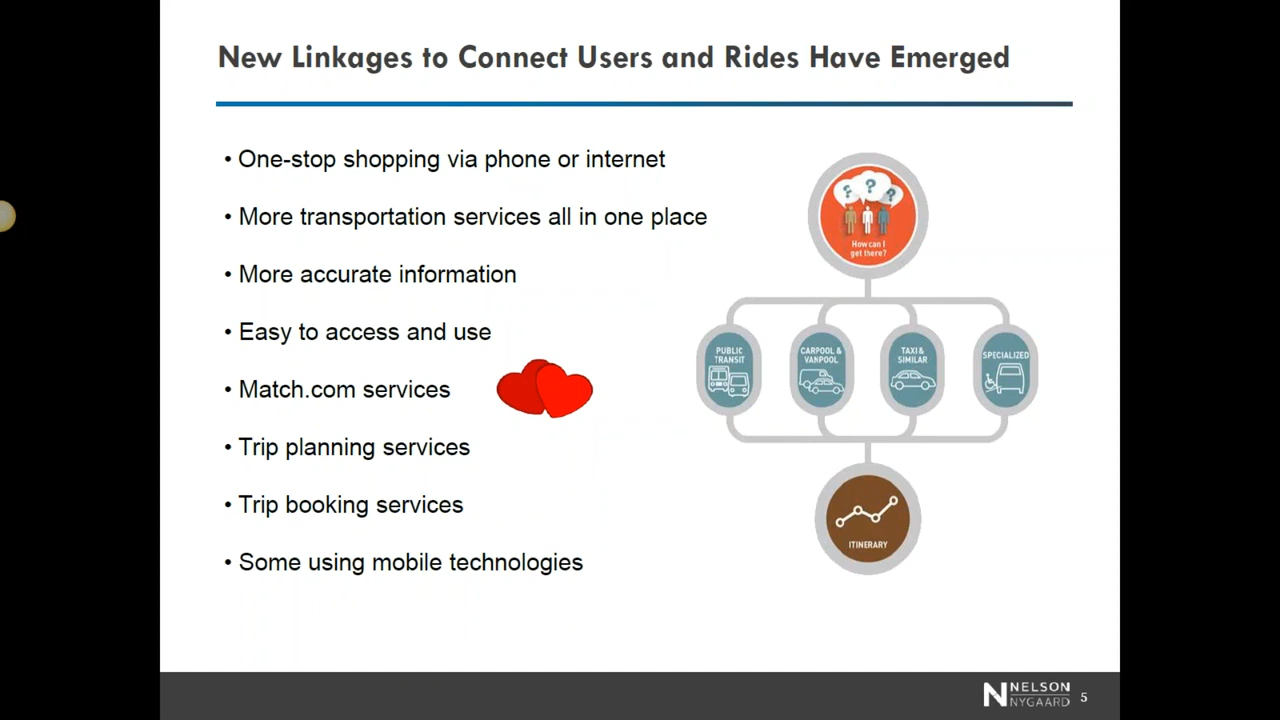 New Linkages to Connect Users and Rides Have Emerged
• One-stop shopping via phone or internet
• More transportation services all in one place
• More accurate information
• Easy to access and use
• Match.com services
• Trip planning services
• Trip booking services
• Some using mobile technologies
? ? ?
How can I
get there?
PUBLIC
TRANSIT
CARPOOL &
VANPOOL
TAXI &
SIMILAR
SPECIALIZED
ITINERARY
NELSON
NYGAARD
5